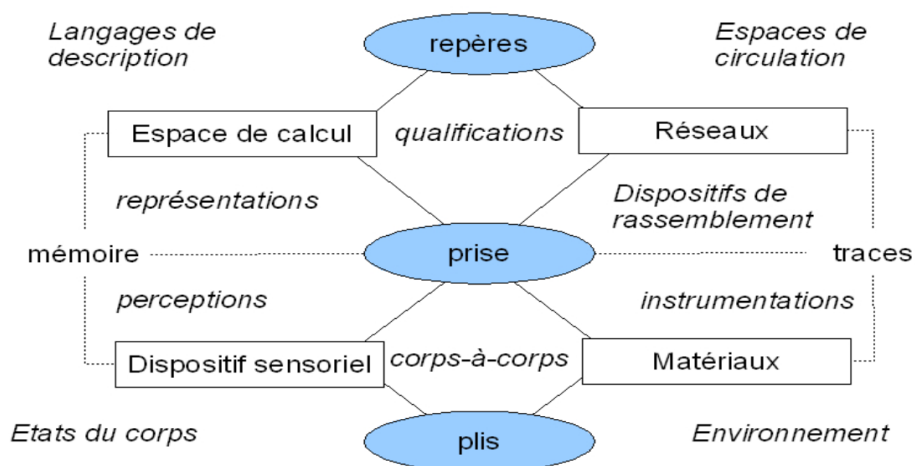 Langages de
description
repères
Espaces de
circulation
Espace de calcul
qualifications
Réseaux
représentations
Dispositifs de
rassemblement
mémoire
prise
traces
perceptions
instrumentations
Dispositif sensoriel
corps-à-corps
Matériaux
Etats du corps
plis
Environnement